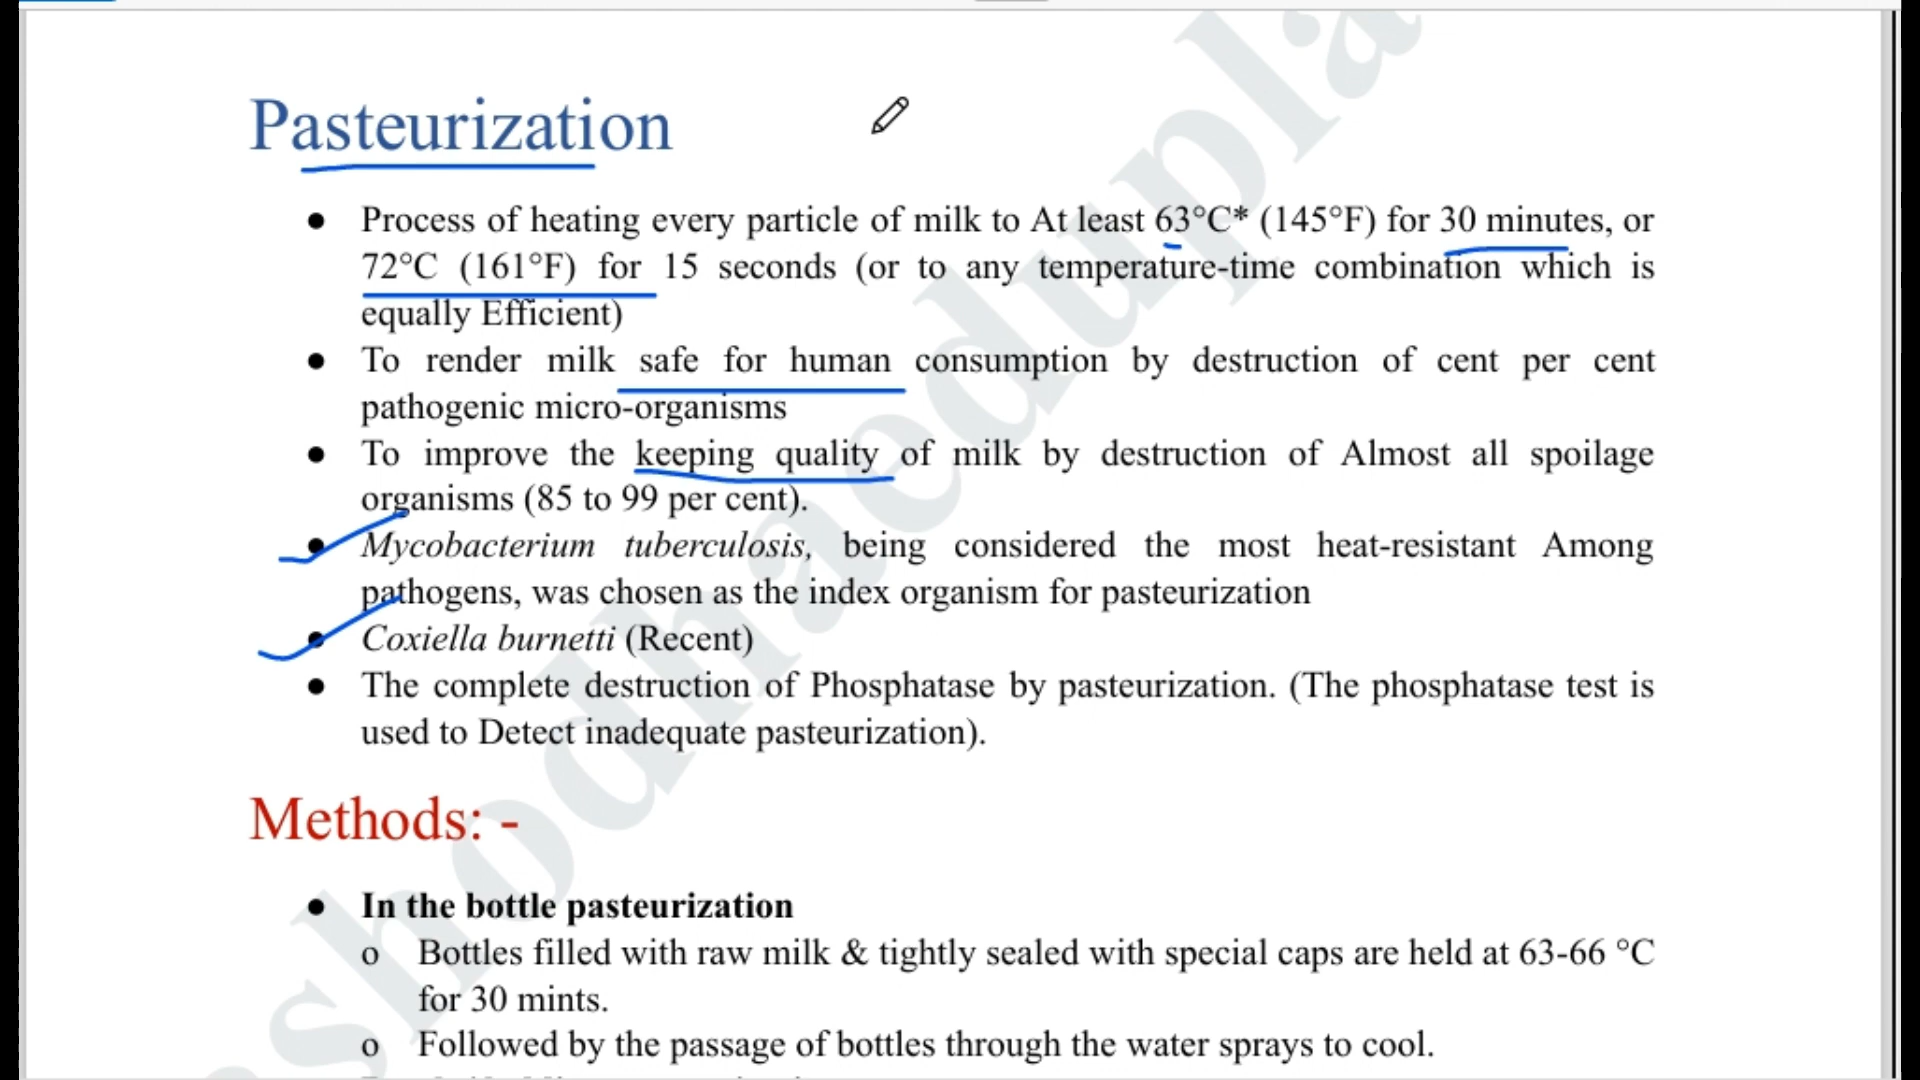 Pasteurization
● Process of heating every particle of milk to At least 63°C* (145°F) for 30 minutes, or
72°C (161°F) for 15 seconds (or to any temperature-time combination which is
equally Efficient)
● To render milk safe for human consumption by destruction of cent per cent
pathogenic micro-organisms
● To improve the keeping quality of milk by destruction of Almost all spoilage
organisms (85 to 99 per cent).
● Mycobacterium tuberculosis, being considered the most heat-resistant Among
pathogens, was chosen as the index organism for pasteurization
● Coxiella burnetti (Recent)
● The complete destruction of Phosphatase by pasteurization. (The phosphatase test is
used to Detect inadequate pasteurization).
Methods: -
● In the bottle pasteurization
o Bottles filled with raw milk & tightly sealed with special caps are held at 63-66 °C
for 30 mints.
o Followed by the passage of bottles through the water sprays to cool.